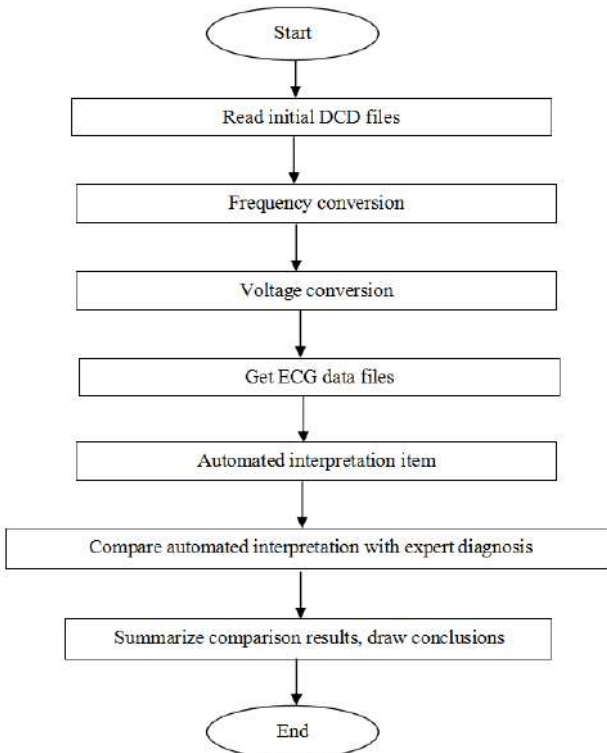 Start
Read initial DCD files
Frequency conversion
Voltage conversion
Get ECG data files
Automated interpretation item
Compare automated interpretation with expert diagnosis
Summarize comparison results, draw conclusions
End